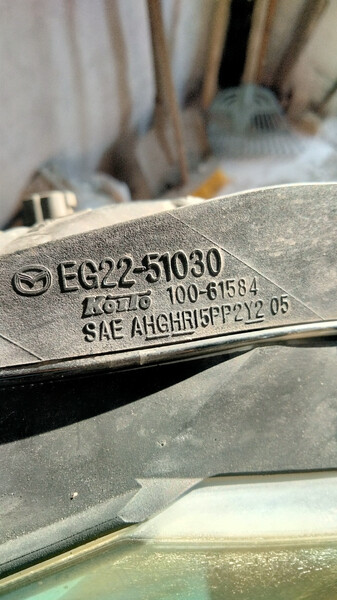 EG22-51030
Koito 100-61584
SAE AHGHRI5PP2Y2 05